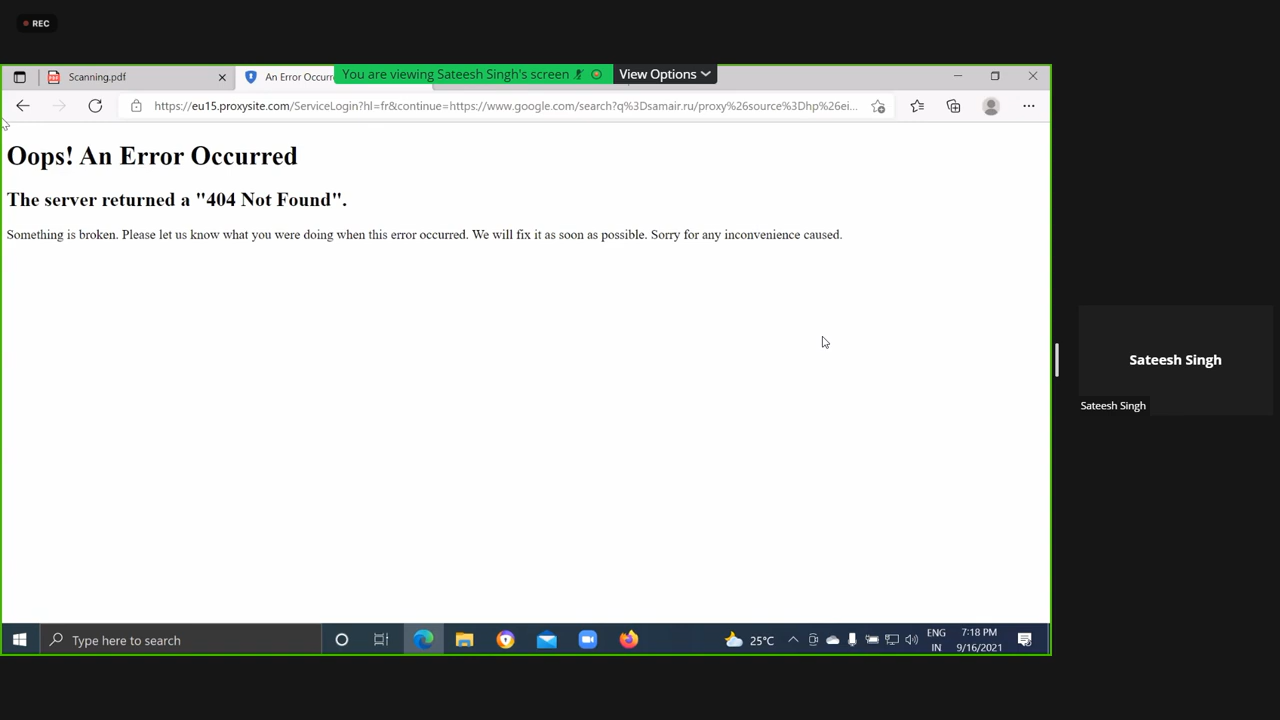 REC
Scanning.pdf
An Error Occurr
You are viewing Sateesh Singh's screen
View Options
https://eu15.proxysite.com/ServiceLogin?hl=fr&continue=https://www.google.com/search?q%3Dsamair.ru/proxy%26source%3Dhp%26ei...
Oops! An Error Occurred
The server returned a "404 Not Found".
Something is broken. Please let us know what you were doing when this error occurred. We will fix it as soon as possible. Sorry for any inconvenience caused.
Sateesh Singh
Sateesh Singh
Type here to search
25°C
ENG
IN
7:18 PM
9/16/2021